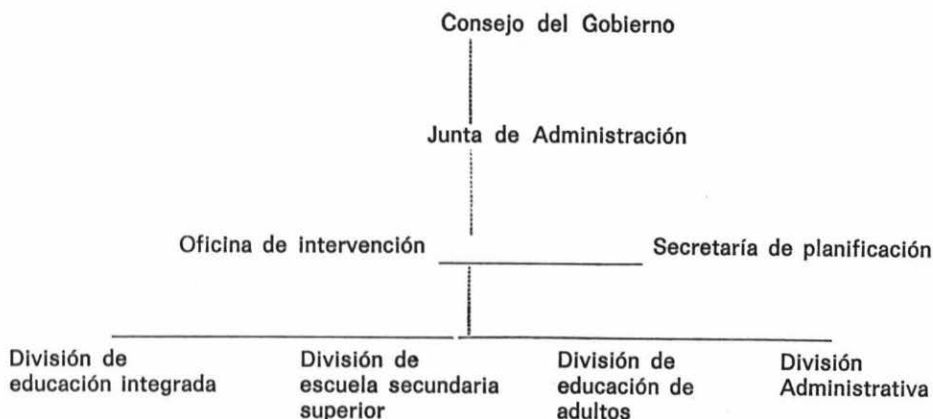 Consejo del Gobierno
Junta de Administración
Oficina de intervención
Secretaría de planificación
División de
educación integrada
División de
escuela secundaria
superior
División de
educación de
adultos
División
Administrativa